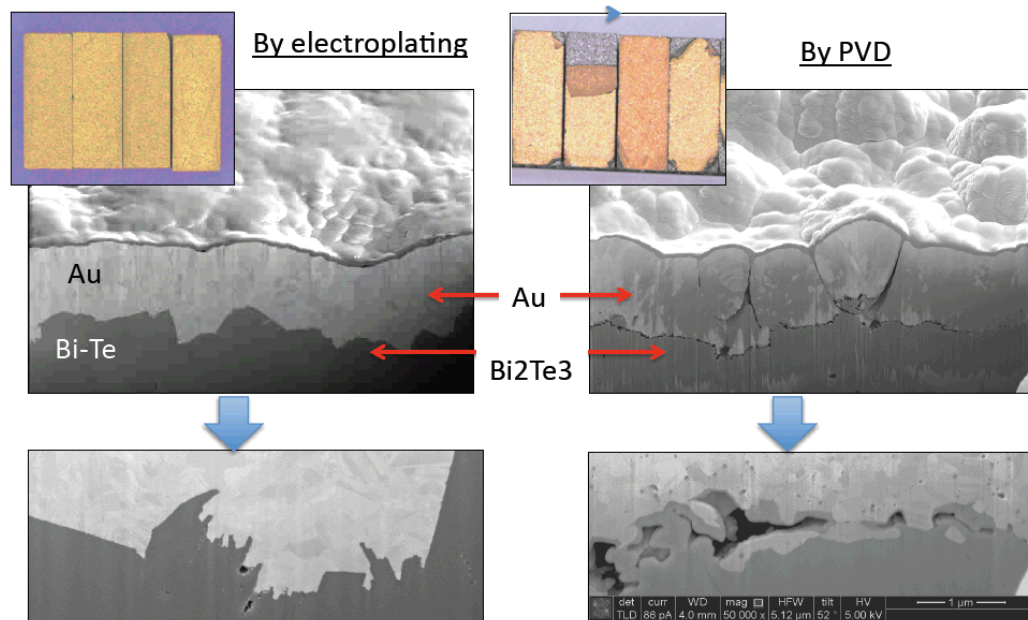 By electroplating
By PVD
Au
Au
Bi-Te
Bi2Te3
det curr WD mag HFW tilt HV
TLD 86 pA 4.0 mm 50 000 x 5.12 µm 52 ° 5.00 kV
1 µm